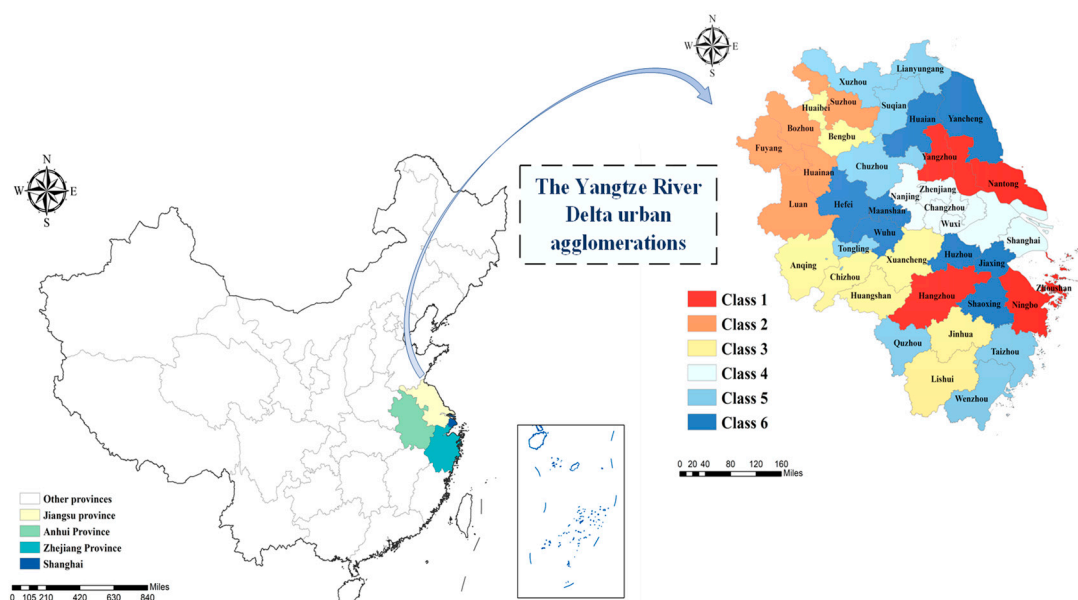 N
W
E
S
The Yangtze River
Delta urban
agglomerations
N
W
E
S
Lianyungang
Xuzhou
Suzhou
Suqian
Huaibei
Huaian
Yancheng
Bozhou
Bengbu
Fuyang
Yangzhou
Chuzhou
Huainan
Nantong
Zhenjiang
Nanjing
Luan
Hefei
Changzhou
Maanshan
Wuxi
Wuhu
Shanghai
Tongling
Xuancheng
Huzhou
Jiaxing
Anqing
Chizhou
Zhoushan
Huangshan
Hangzhou
Shaoxing
Ningbo
Jinhua
Quzhou
Taizhou
Lishui
Wenzhou
Class 1
Class 2
Class 3
Class 4
Class 5
Class 6
0 20 40 80 120 160
Miles
Other provinces
Jiangsu province
Anhui Province
Zhejiang Province
Shanghai
Miles
0 105 210 420 630 840